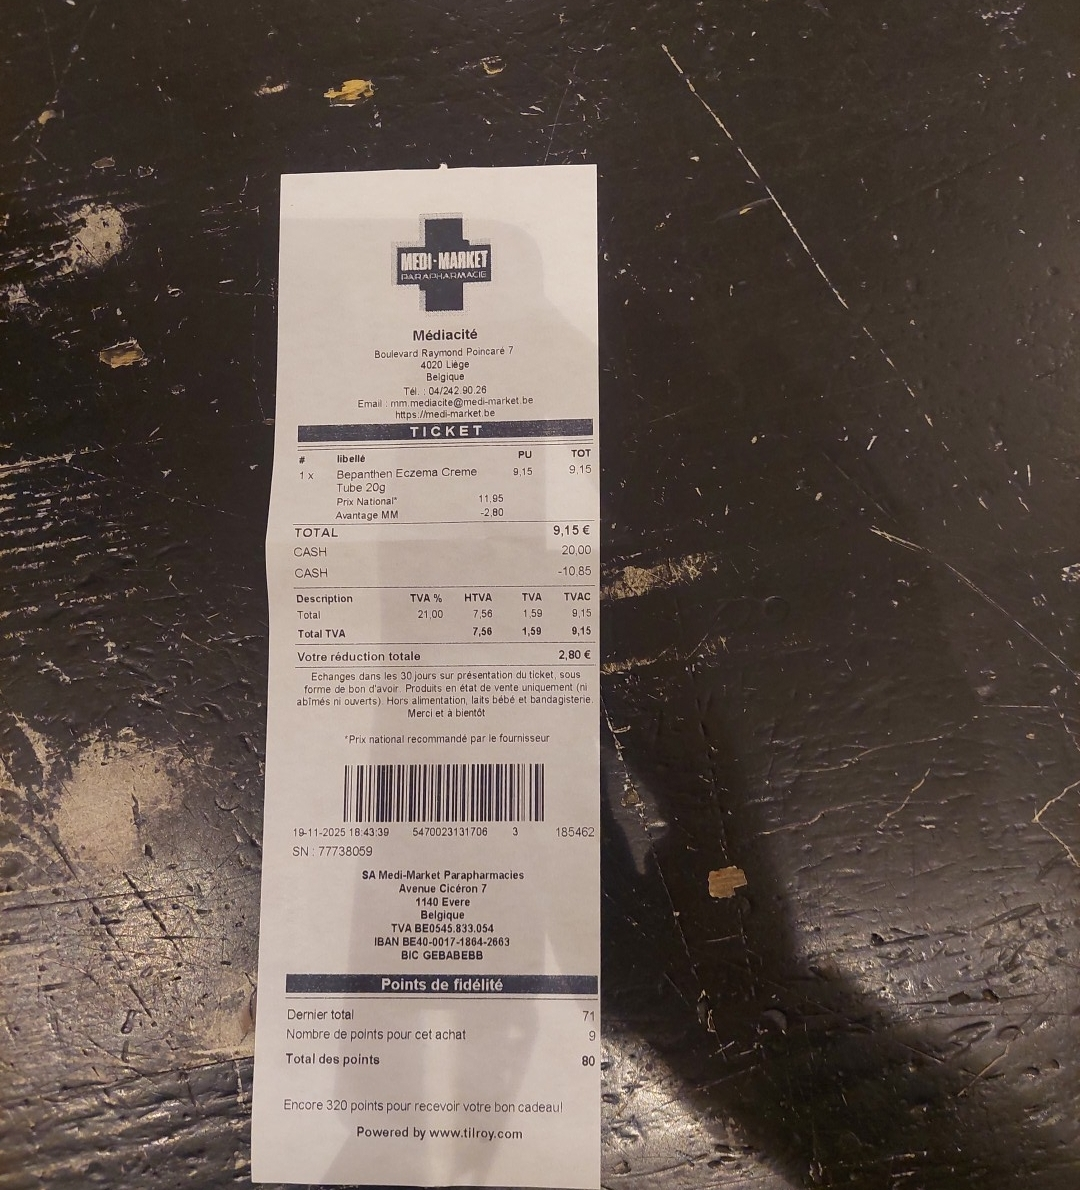 MEDI-MARKET
PARAPHARMACIE
Médiacité
Boulevard Raymond Poincaré 7
4020 Liège
Belgique
Tél. : 04/242.90.26
Email : mm.mediacite@medi-market.be
https://medi-market.be
TICKET
# libellé PU TOT
1 x Bepanthen Eczema Creme 9,15 9,15
Tube 20g
Prix National* 11,95
Avantage MM -2,80
TOTAL 9,15 €
CASH 20,00
CASH -10,85
Description TVA % HTVA TVA TVAC
Total 21,00 7,56 1,59 9,15
Total TVA 7,56 1,59 9,15
Votre réduction totale 2,80 €
Echanges dans les 30 jours sur présentation du ticket, sous
forme de bon d'avoir. Produits en état de vente uniquement (ni
abîmés ni ouverts). Hors alimentation, laits bébé et bandagisterie.
Merci et à bientôt
*Prix national recommandé par le fournisseur
19-11-2025 18:43:39 5470023131706 3 185462
SN : 77738059
SA Medi-Market Parapharmacies
Avenue Cicéron 7
1140 Evere
Belgique
TVA BE0545.833.054
IBAN BE40-0017-1864-2663
BIC GEBABEBB
Points de fidélité
Dernier total 71
Nombre de points pour cet achat 9
Total des points 80
Encore 320 points pour recevoir votre bon cadeau!
Powered by www.tilroy.com